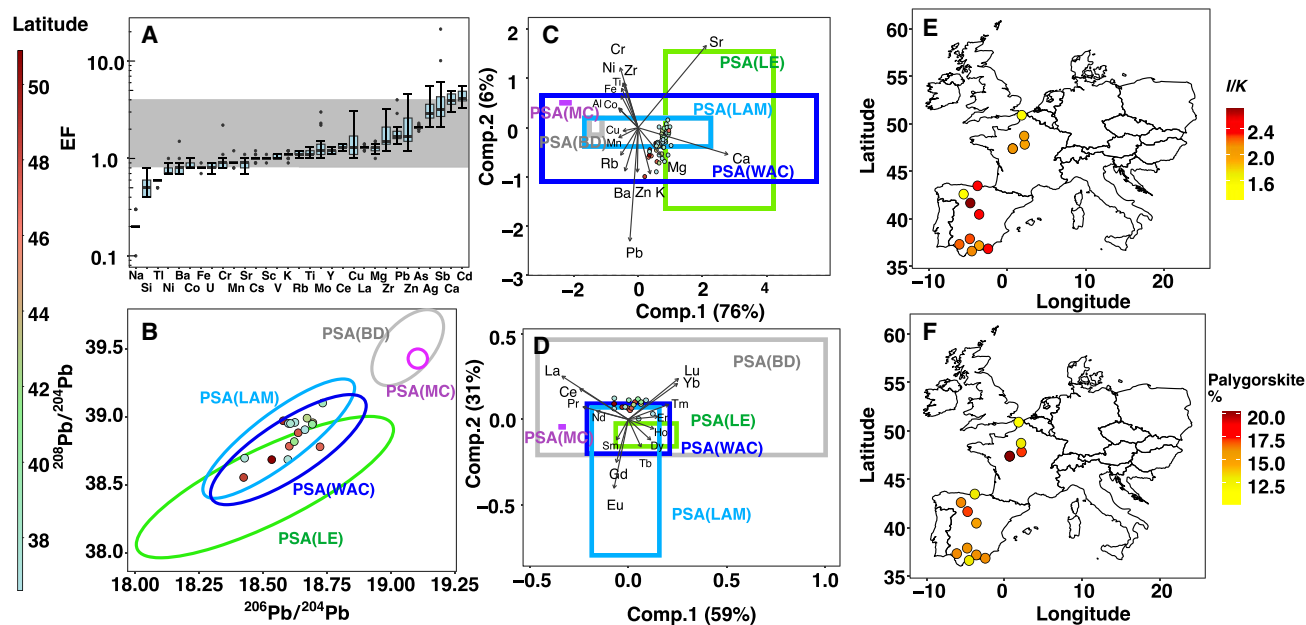 Latitude
50
48
46
44
42
40
38
A
EF
10.0
1.0
0.1
Na Tl Ba Fe Cr Sr Sc K Ti Y Cu Mg Pb As Sb Cd
Si Ni Co U Mn Cs V Rb Mo Ce La Zr Zn Ag Ca
B
208Pb/204Pb
39.5
39.0
38.5
38.0
PSA(BD)
PSA(MC)
PSA(LAM)
PSA(WAC)
PSA(LE)
18.00 18.25 18.50 18.75 19.00 19.25
206Pb/204Pb
C
Comp.2 (6%)
2
1
0
−1
−2
−3
Cr
Sr
Ni Zr
PSA(LE)
Ti
Fe
Al Co
PSA(MC)
PSA(LAM)
Cu
PSA(BD)
Mn
Rb
Mg
Ca
PSA(WAC)
Ba Zn K
Pb
−2 0 2 4
Comp.1 (76%)
D
Comp.2 (31%)
0.5
0.0
−0.5
PSA(BD)
La
Lu
Yb
Ce
Pr
Tm
Nd
Er
PSA(LE)
Ho
PSA(MC)
Sm
Dy
PSA(WAC)
Tb
Gd
Eu
PSA(LAM)
0.0 0.5 1.0
Comp.1 (59%)
E
Latitude
60
55
50
45
40
35
−10 0 10 20
Longitude
I/K
2.4
2.0
1.6
F
Latitude
60
55
50
45
40
35
−10 0 10 20
Longitude
Palygorskite
%
20.0
17.5
15.0
12.5